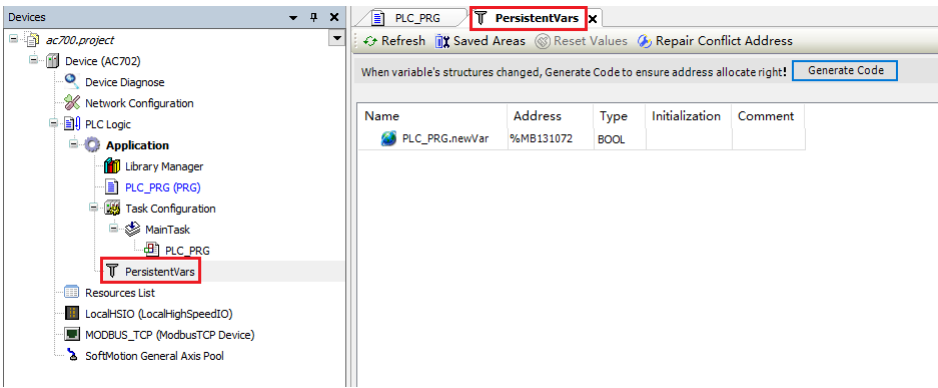 Devices
ac700.project
Device (AC702)
Device Diagnose
Network Configuration
PLC Logic
Application
Library Manager
PLC_PRG (PRG)
Task Configuration
MainTask
PLC_PRG
PersistentVars
Resources List
LocalHSIO (LocalHighSpeedIO)
MODBUS_TCP (ModbusTCP Device)
SoftMotion General Axis Pool
PLC_PRG PersistentVars
Refresh Saved Areas Reset Values Repair Conflict Address
When variable's structures changed, Generate Code to ensure address allocate right! Generate Code
Name Address Type Initialization Comment
PLC_PRG.newVar %MB131072 BOOL